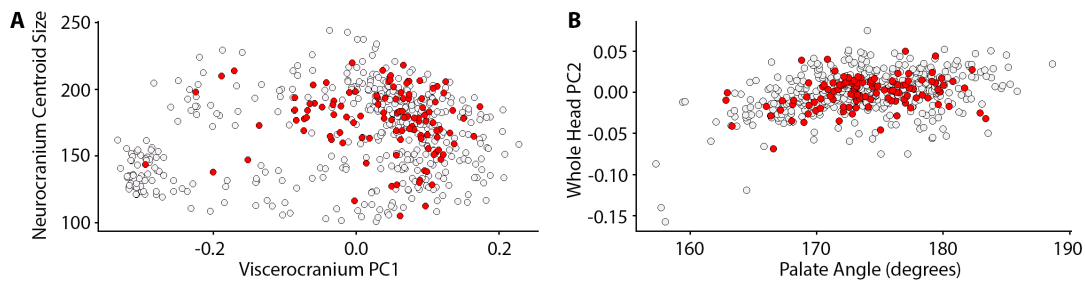 A
Neurocranium Centroid Size
250
200
150
100
-0.2
0.0
0.2
Viscerocranium PC1
B
Whole Head PC2
0.05
0.00
-0.05
-0.10
-0.15
160
170
180
190
Palate Angle (degrees)